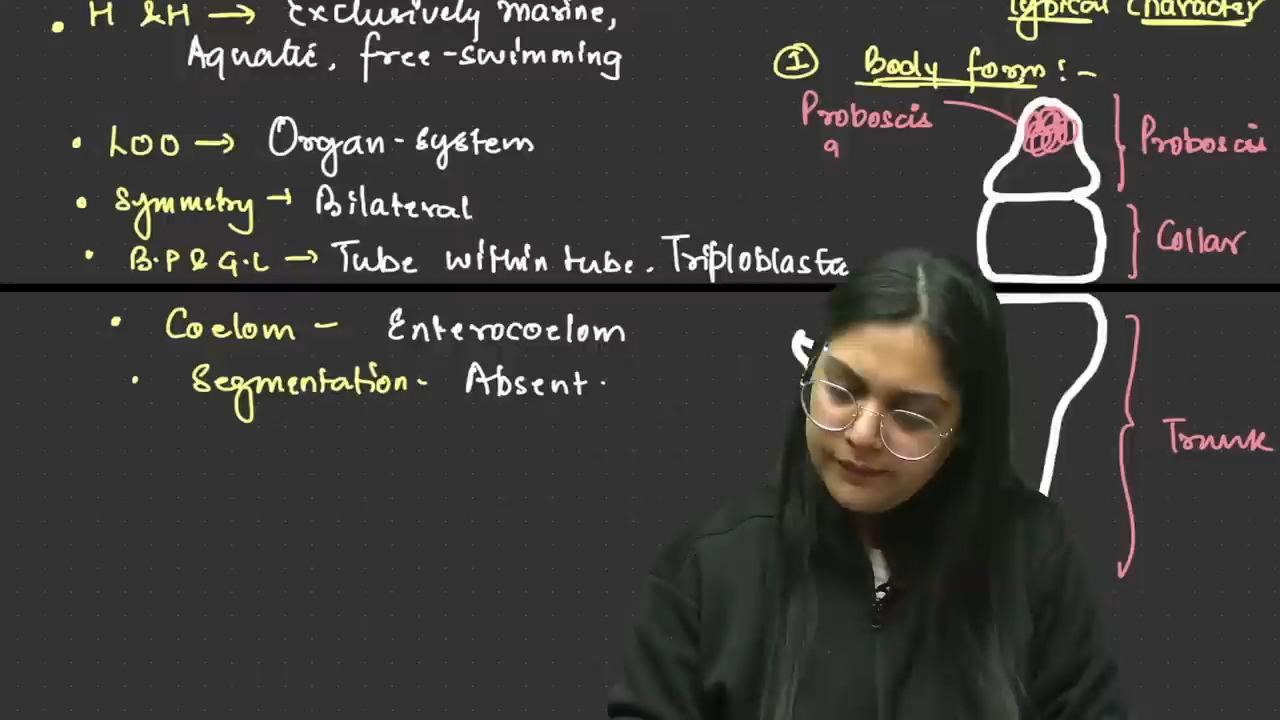 • H & H → Exclusively marine,
Aquatic, free-swimming
• LOO → Organ-system
• Symmetry → Bilateral
• B.P & G.L → Tube within tube. Triploblastic
• Coelom - Enterocoelom
• Segmentation - Absent.
Typical Character
① Body form:-
Proboscis
g
Proboscis
Collar
Trunk